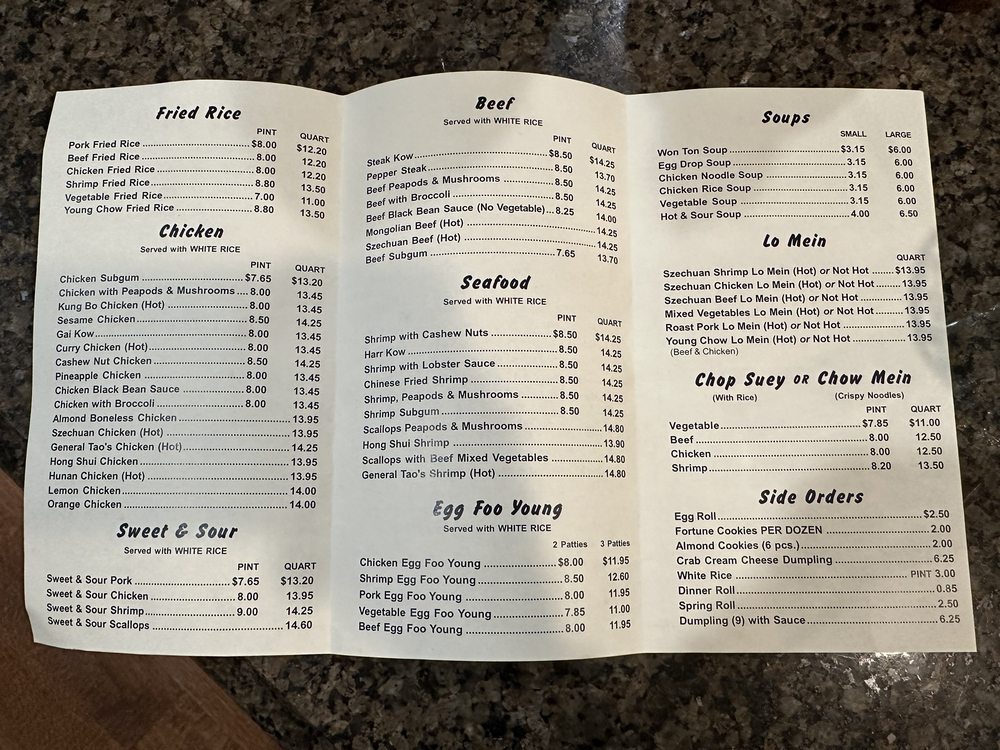 Fried Rice
PINT QUART
Pork Fried Rice $8.00 $12.20
Beef Fried Rice 8.00 12.20
Chicken Fried Rice 8.00 12.20
Shrimp Fried Rice 8.80 13.50
Vegetable Fried Rice 7.00 11.00
Young Chow Fried Rice 8.80 13.50
Chicken
Served with WHITE RICE
PINT QUART
Chicken Subgum $7.65 $13.20
Chicken with Peapods & Mushrooms 8.00 13.45
Kung Bo Chicken (Hot) 8.00 13.45
Sesame Chicken 8.50 14.25
Gai Kow 8.00 13.45
Curry Chicken (Hot) 8.00 13.45
Cashew Nut Chicken 8.50 14.25
Pineapple Chicken 8.00 13.45
Chicken Black Bean Sauce 8.00 13.45
Chicken with Broccoli 8.00 13.45
Almond Boneless Chicken 13.95
Szechuan Chicken (Hot) 13.95
General Tao's Chicken (Hot) 14.25
Hong Shui Chicken 13.95
Hunan Chicken (Hot) 13.95
Lemon Chicken 14.00
Orange Chicken 14.00
Sweet & Sour
Served with WHITE RICE
PINT QUART
Sweet & Sour Pork $7.65 $13.20
Sweet & Sour Chicken 8.00 13.95
Sweet & Sour Shrimp 9.00 14.25
Sweet & Sour Scallops 14.60
Beef
Served with WHITE RICE
PINT QUART
Steak Kow $8.50 $14.25
Pepper Steak 8.50 13.70
Beef Peapods & Mushrooms 8.50 14.25
Beef with Broccoli 8.50 14.25
Beef Black Bean Sauce (No Vegetable) 8.25 14.00
Mongolian Beef (Hot) 14.25
Szechuan Beef (Hot) 14.25
Beef Subgum 7.65 13.70
Seafood
Served with WHITE RICE
PINT QUART
Shrimp with Cashew Nuts $8.50 $14.25
Harr Kow 8.50 14.25
Shrimp with Lobster Sauce 8.50 14.25
Chinese Fried Shrimp 8.50 14.25
Shrimp, Peapods & Mushrooms 8.50 14.25
Shrimp Subgum 8.50 14.25
Scallops Peapods & Mushrooms 14.80
Hong Shui Shrimp 13.90
Scallops with Beef Mixed Vegetables 14.80
General Tao's Shrimp (Hot) 14.80
Egg Foo Young
Served with WHITE RICE
2 Patties 3 Patties
Chicken Egg Foo Young $8.00 $11.95
Shrimp Egg Foo Young 8.50 12.60
Pork Egg Foo Young 8.00 11.95
Vegetable Egg Foo Young 7.85 11.00
Beef Egg Foo Young 8.00 11.95
Soups
SMALL LARGE
Won Ton Soup $3.15 $6.00
Egg Drop Soup 3.15 6.00
Chicken Noodle Soup 3.15 6.00
Chicken Rice Soup 3.15 6.00
Vegetable Soup 3.15 6.00
Hot & Sour Soup 4.00 6.50
Lo Mein
QUART
Szechuan Shrimp Lo Mein (Hot) or Not Hot $13.95
Szechuan Chicken Lo Mein (Hot) or Not Hot 13.95
Szechuan Beef Lo Mein (Hot) or Not Hot 13.95
Mixed Vegetables Lo Mein (Hot) or Not Hot 13.95
Roast Pork Lo Mein (Hot) or Not Hot 13.95
Young Chow Lo Mein (Hot) or Not Hot 13.95
(Beef & Chicken)
Chop Suey OR Chow Mein
(With Rice) (Crispy Noodles)
PINT QUART
Vegetable $7.85 $11.00
Beef 8.00 12.50
Chicken 8.00 12.50
Shrimp 8.20 13.50
Side Orders
Egg Roll $2.50
Fortune Cookies PER DOZEN 2.00
Almond Cookies (6 pcs.) 2.00
Crab Cream Cheese Dumpling 6.25
White Rice PINT 3.00
Dinner Roll 0.85
Spring Roll 2.50
Dumpling (9) with Sauce 6.25